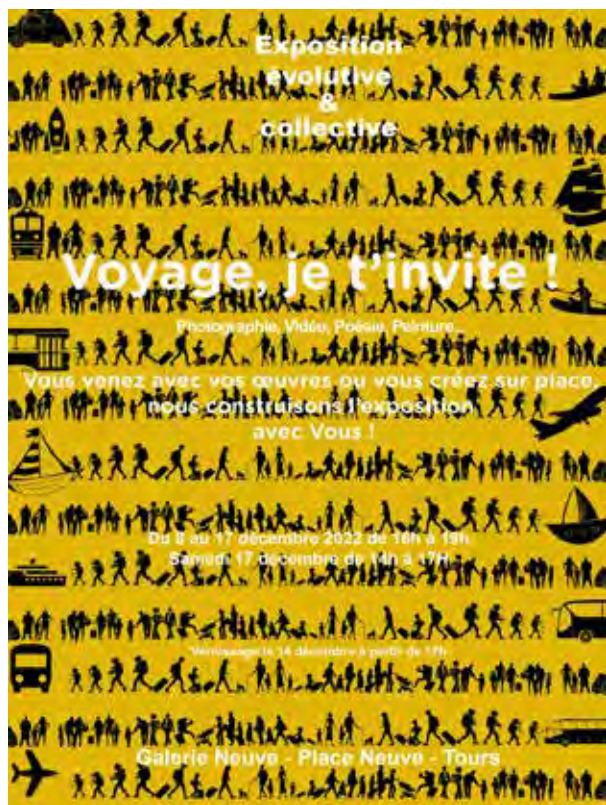 Exposition
évolutive
&
collective
Voyage, je t'invite !
Photographie, Vidéo, Poésie, Peinture...
Vous venez avec vos œuvres ou vous créez sur place,
nous construisons l'exposition
avec Vous !
Du 8 au 17 décembre 2022 de 16h à 19h
Samedi 17 décembre de 14h à 17H
Vernissage le 14 décembre à partir de 17h
Galerie Neuve - Place Neuve - Tours